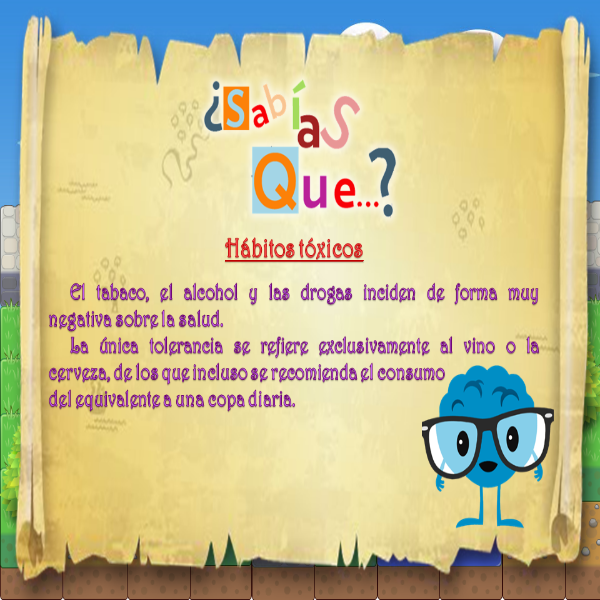 ¿Sabías
Que...?
Hábitos tóxicos
El tabaco, el alcohol y las drogas inciden de forma muy
negativa sobre la salud.
La única tolerancia se refiere exclusivamente al vino o la
cerveza, de los que incluso se recomienda el consumo
del equivalente a una copa diaria.